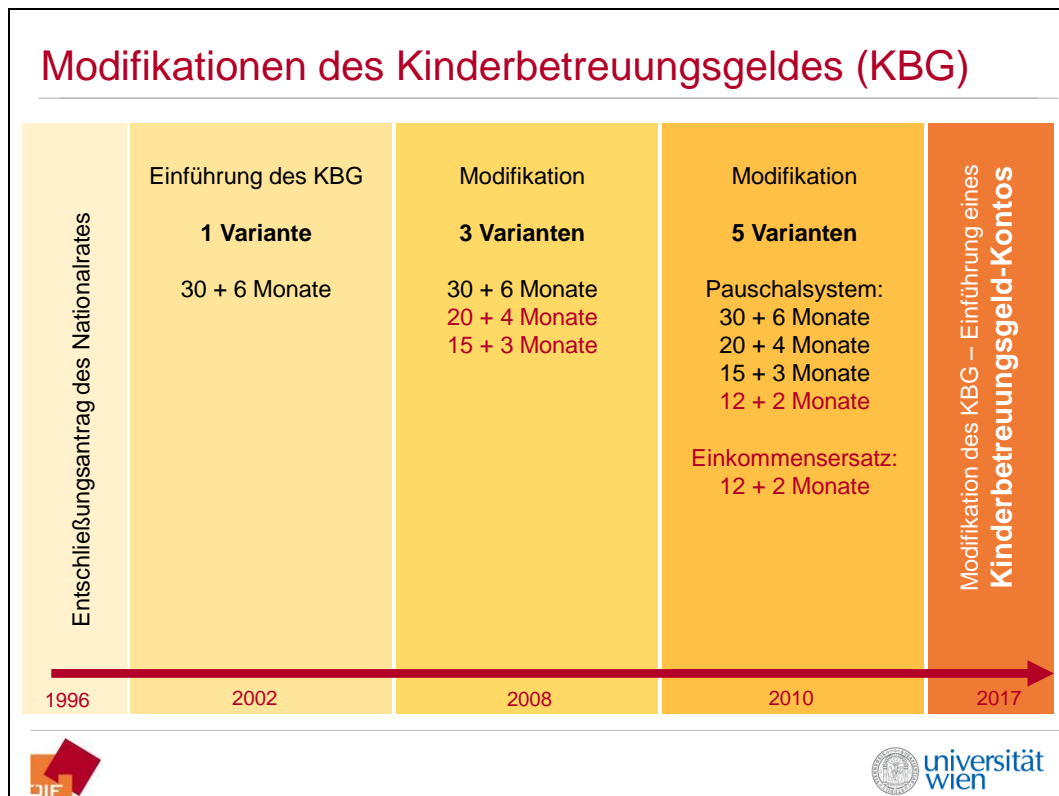 Modifikationen des Kinderbetreuungsgeldes (KBG)
Entschließungsantrag des Nationalrates
Einführung des KBG
1 Variante
30 + 6 Monate
Modifikation
3 Varianten
30 + 6 Monate
20 + 4 Monate
15 + 3 Monate
Modifikation
5 Varianten
Pauschalsystem:
30 + 6 Monate
20 + 4 Monate
15 + 3 Monate
12 + 2 Monate
Einkommensersatz:
12 + 2 Monate
Modifikation des KBG – Einführung eines
Kinderbetreuungsgeld-Kontos
1996
2002
2008
2010
2017
universität
wien